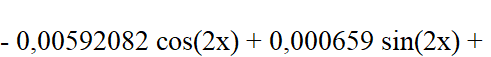 - 0,00592082 cos(2x) + 0,000659 sin(2x) +